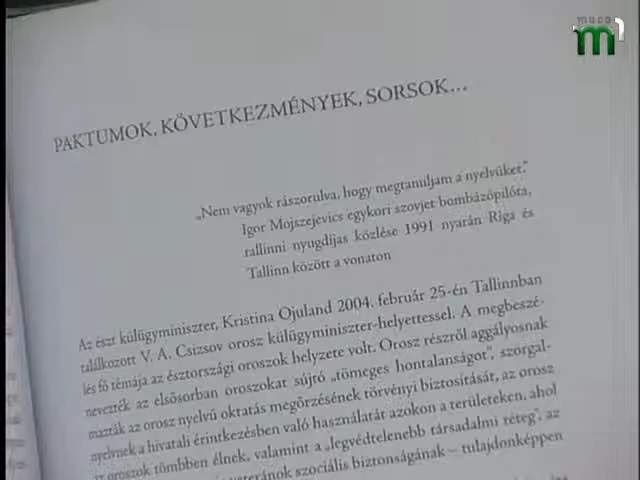 muco
m1
PAKTUMOK, KÖVETKEZMÉNYEK, SORSOK...
„Nem vagyok rászorulva, hogy megtanuljam a nyelvüket.”
Igor Mojszejevics egykori szovjet bombázópilóta,
tallinni nyugdíjas közlése 1991 nyarán Riga és
Tallinn között a vonaton
Az észt külügyminiszter, Kristina Ojuland 2004. február 25-én Tallinnban
találkozott V. A. Csizsov orosz külügyminiszter-helyettessel. A megbeszé-
lés fő témája az észtországi oroszok helyzete volt. Orosz részről aggályosnak
nevezték az elsősorban oroszokat sújtó „tömeges hontalanságot”, szorgal-
mazták az orosz nyelvű oktatás megőrzésének törvényi biztosítását, az orosz
nyelvnek a hivatali érintkezésben való használatát azokon a területeken, ahol
az oroszok tömbben élnek, valamint a „legvédtelenebb társadalmi réteg”, az
veteránok szociális biztonságának – tulajdonképpen